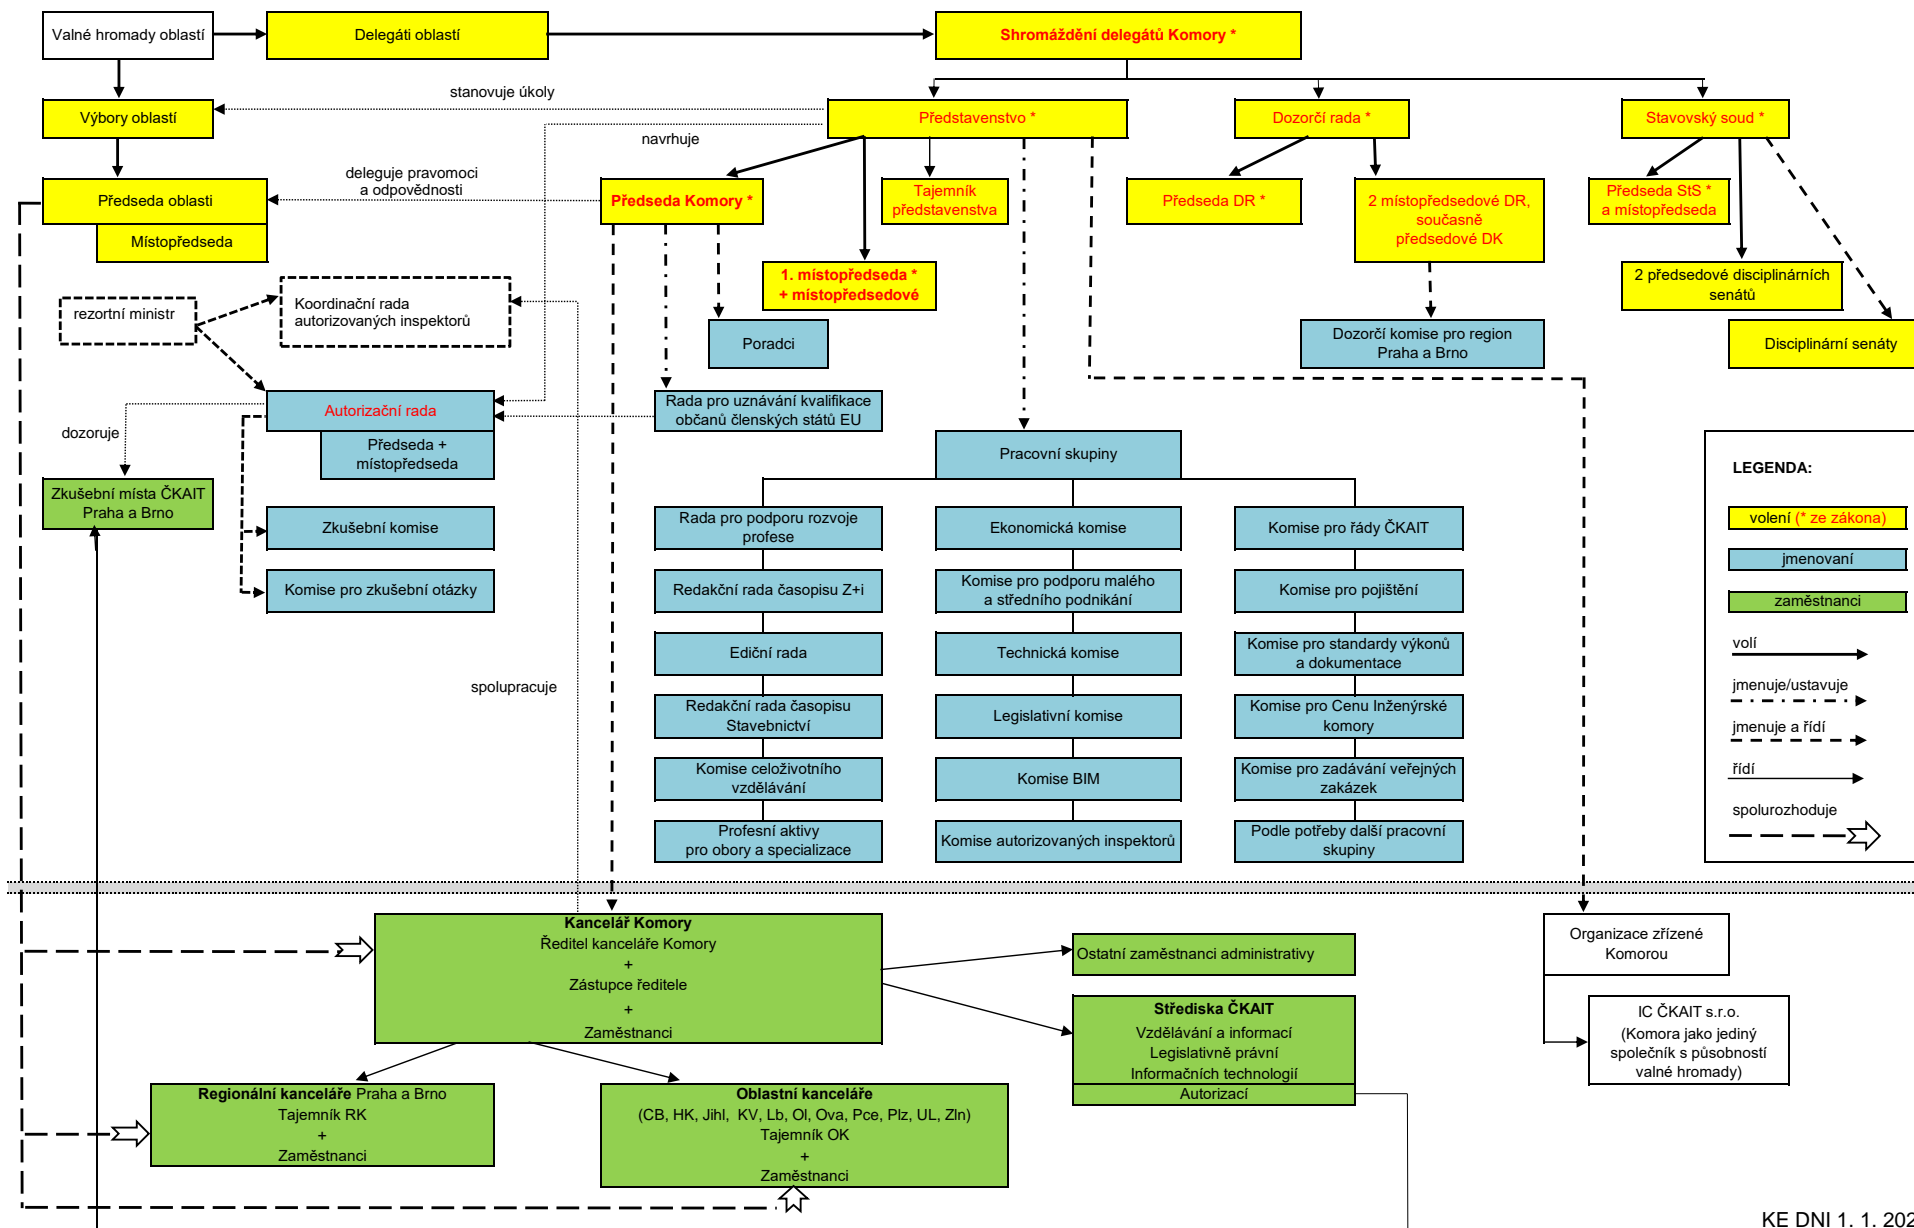 Valné hromady oblastí
Delegáti oblastí
Shromáždění delegátů Komory *
stanovuje úkoly
Výbory oblastí
Představenstvo *
Dozorčí rada *
Stavovský soud *
navrhuje
deleguje pravomoci
a odpovědnosti
Předseda oblasti
Místopředseda
Předseda Komory *
Tajemník
představenstva
Předseda DR *
2 místopředsedové DR,
současně
předsedové DK
Předseda StS *
a místopředseda
1. místopředseda *
+ místopředsedové
2 předsedové disciplinárních
senátů
rezortní ministr
Koordinační rada
autorizovaných inspektorů
Poradci
Dozorčí komise pro region
Praha a Brno
Disciplinární senáty
Autorizační rada
Předseda +
místopředseda
Rada pro uznávání kvalifikace
občanů členských států EU
dozoruje
Pracovní skupiny
Zkušební místa ČKAIT
Praha a Brno
Zkušební komise
Komise pro zkušební otázky
Rada pro podporu rozvoje
profese
Ekonomická komise
Komise pro řády ČKAIT
Redakční rada časopisu Z+i
Komise pro podporu malého
a středního podnikání
Komise pro pojištění
Ediční rada
Technická komise
Komise pro standardy výkonů
a dokumentace
spolupracuje
Redakční rada časopisu
Stavebnictví
Legislativní komise
Komise pro Cenu Inženýrské
komory
Komise celoživotního
vzdělávání
Komise BIM
Komise pro zadávání veřejných
zakázek
Profesní aktivy
pro obory a specializace
Komise autorizovaných inspektorů
Podle potřeby další pracovní
skupiny
LEGENDA:
volení (* ze zákona)
jmenovaní
zaměstnanci
volí
jmenuje/ustavuje
jmenuje a řídí
řídí
spolurozhoduje
Kancelář Komory
Ředitel kanceláře Komory
+
Zástupce ředitele
+
Zaměstnanci
Ostatní zaměstnanci administrativy
Střediska ČKAIT
Vzdělávání a informací
Legislativně právní
Informačních technologií
Autorizací
Organizace zřízené
Komorou
IC ČKAIT s.r.o.
(Komora jako jediný
společník s působností
valné hromady)
Regionální kanceláře Praha a Brno
Tajemník RK
+
Zaměstnanci
Oblastní kanceláře
(CB, HK, Jihl, KV, Lb, Ol, Ova, Pce, Plz, UL, Zln)
Tajemník OK
+
Zaměstnanci
KE DNI 1. 1. 202